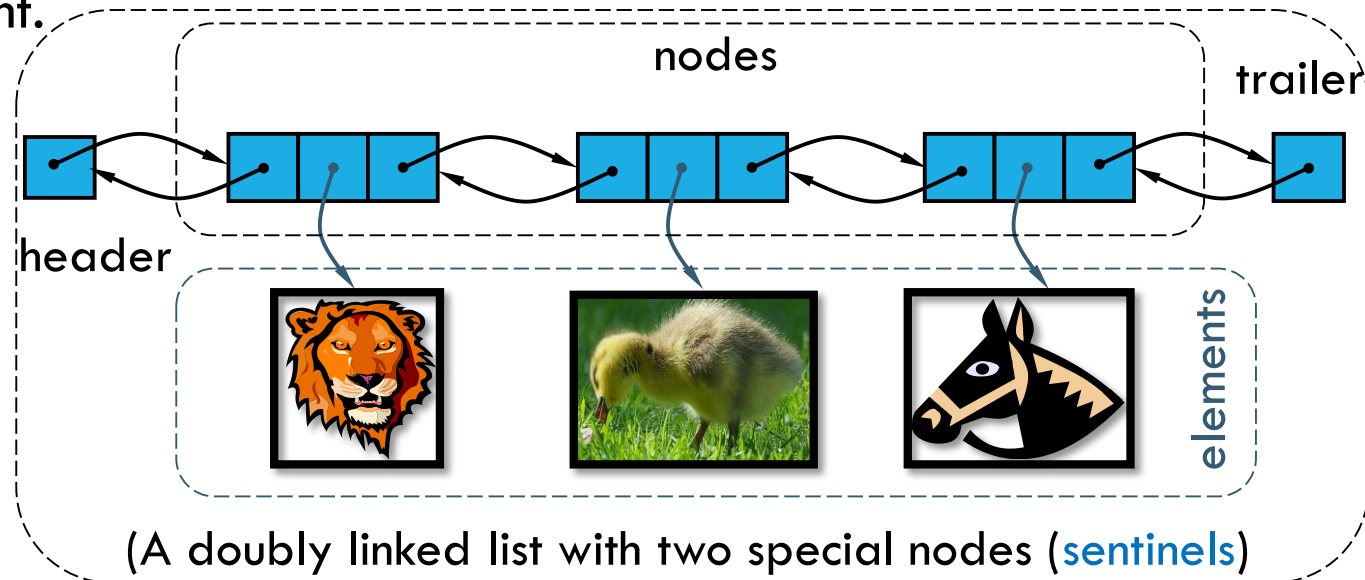 nodes
trailer
header
elements
(A doubly linked list with two special nodes (sentinels)